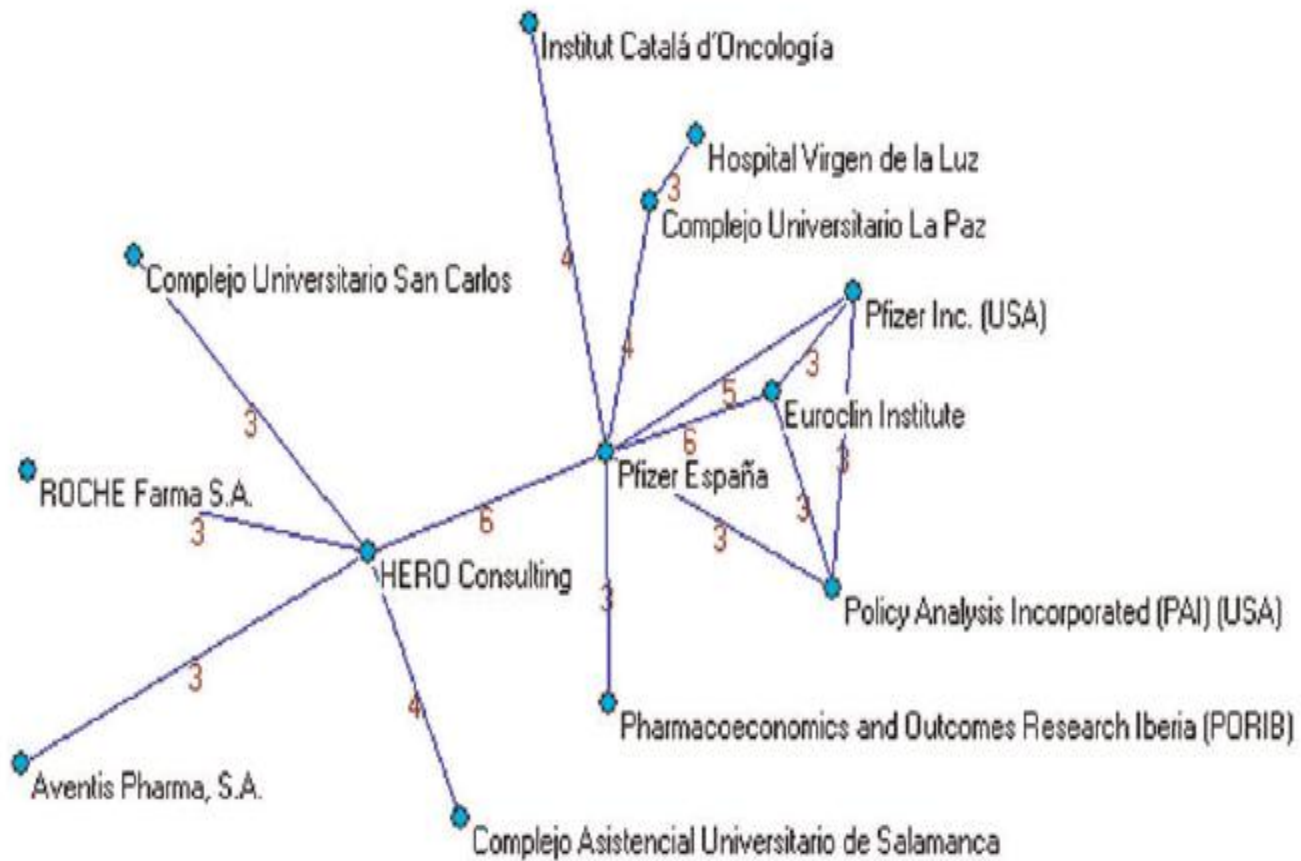 Institut Catalá d'Oncología
Hospital Virgen de la Luz
3
Complejo Universitario La Paz
4
Complejo Universitario San Carlos
Pfizer Inc. (USA)
4
3
5
Euroclin Institute
3
6
Pfizer España
3
ROCHE Farma S.A.
3
6
3
3
HERO Consulting
3
Policy Analysis Incorporated (PAI) (USA)
3
4
Pharmacoeconomics and Outcomes Research Iberia (PORIB)
Aventis Pharma, S.A.
Complejo Asistencial Universitario de Salamanca